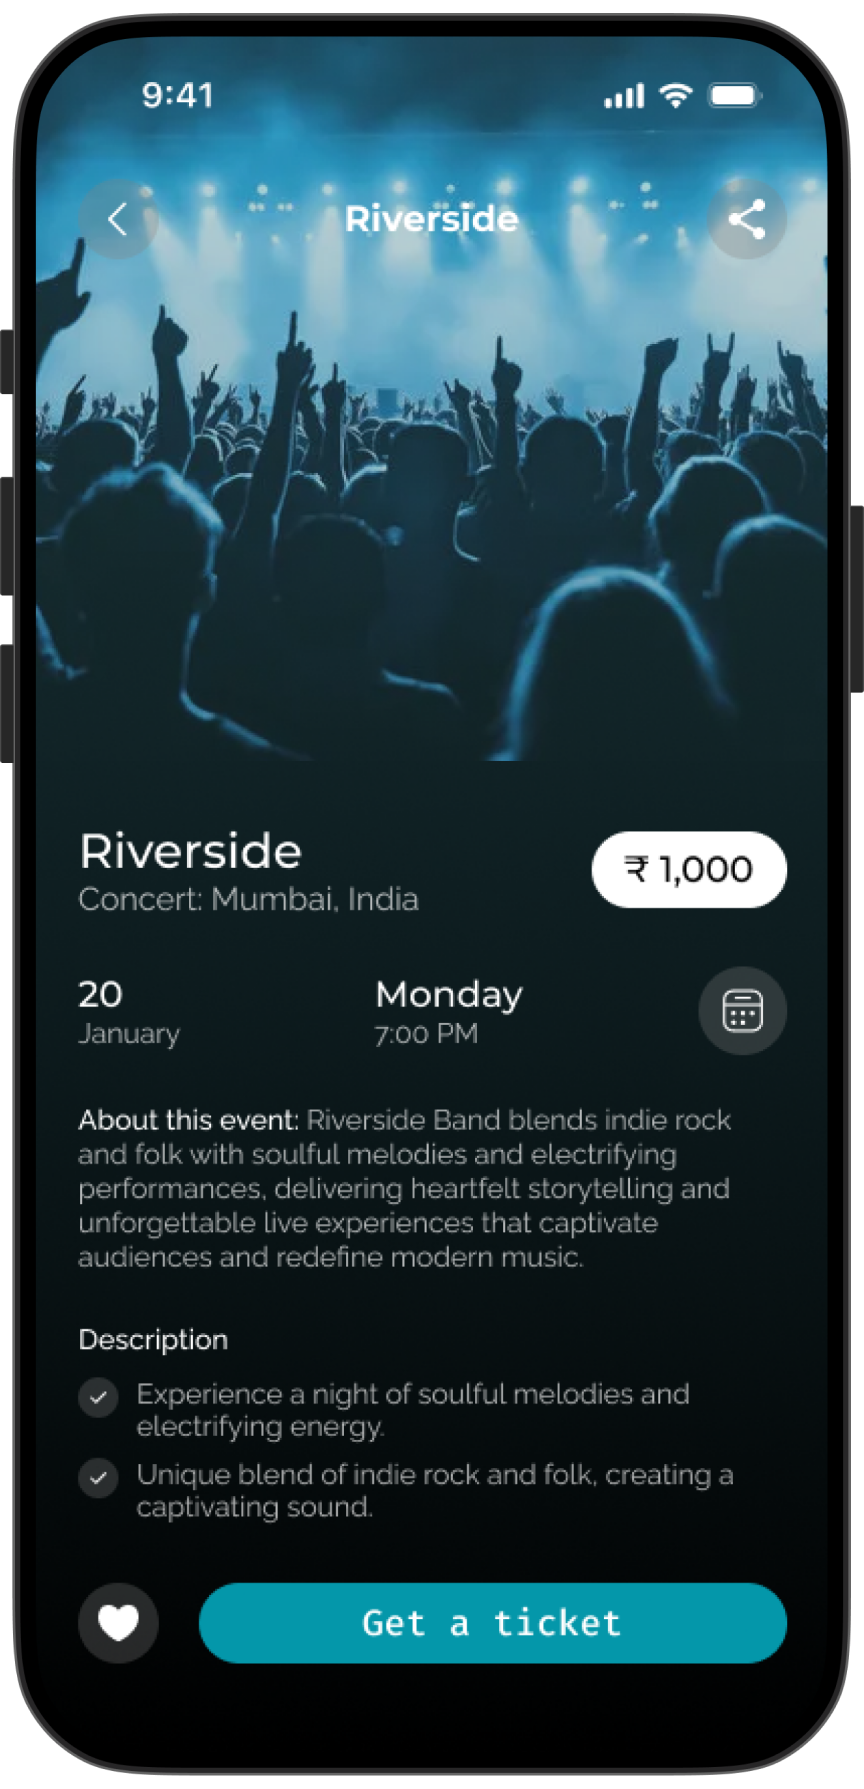 9:41
Riverside
Riverside
₹ 1,000
Concert: Mumbai, India
20
Monday
January
7:00 PM
About this event: Riverside Band blends indie rock
and folk with soulful melodies and electrifying
performances, delivering heartfelt storytelling and
unforgettable live experiences that captivate
audiences and redefine modern music.
Description
Experience a night of soulful melodies and
electrifying energy.
Unique blend of indie rock and folk, creating a
captivating sound.
Get a ticket